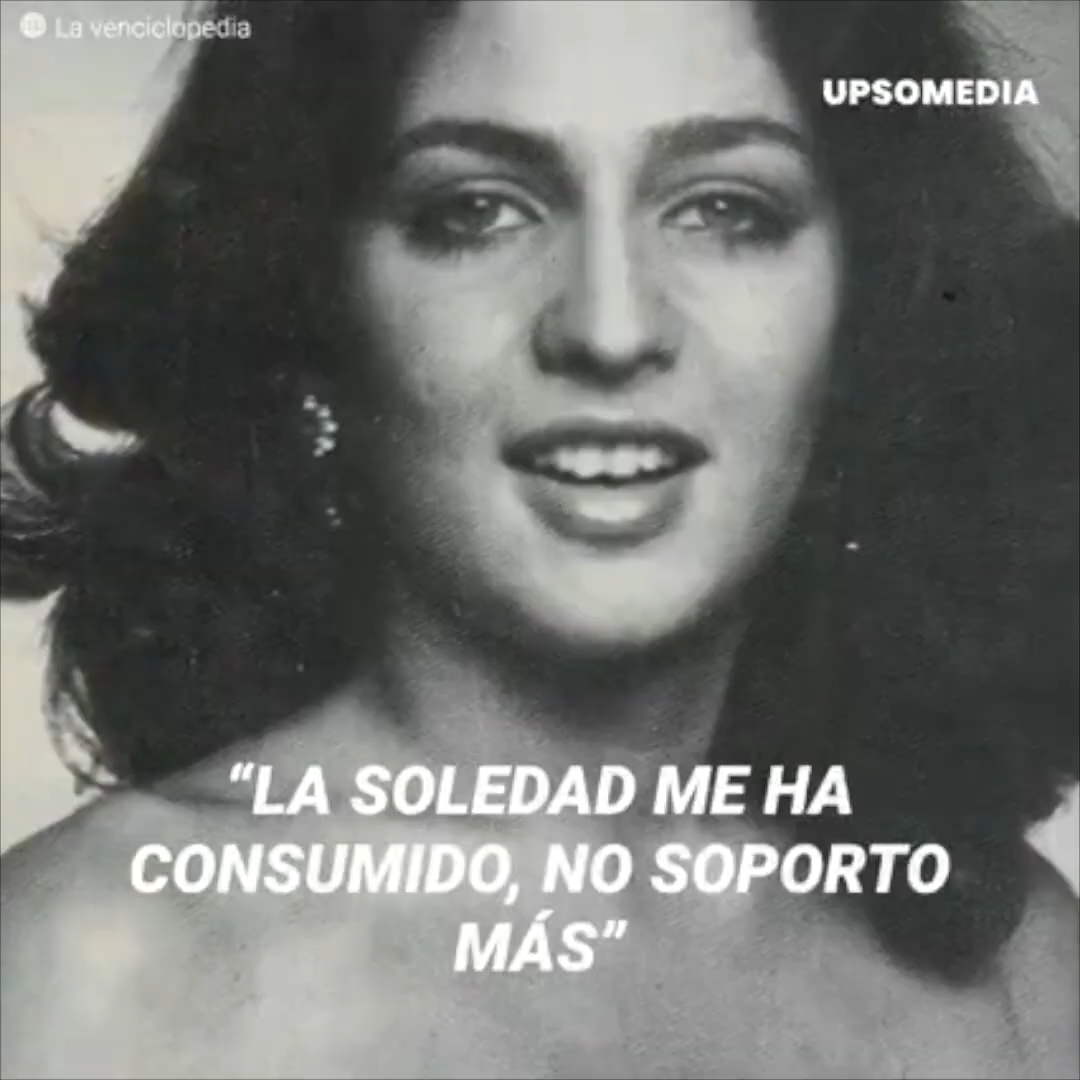 La venciclopedia
UPSOMEDIA
“LA SOLEDAD ME HA
CONSUMIDO, NO SOPORTO
MÁS”